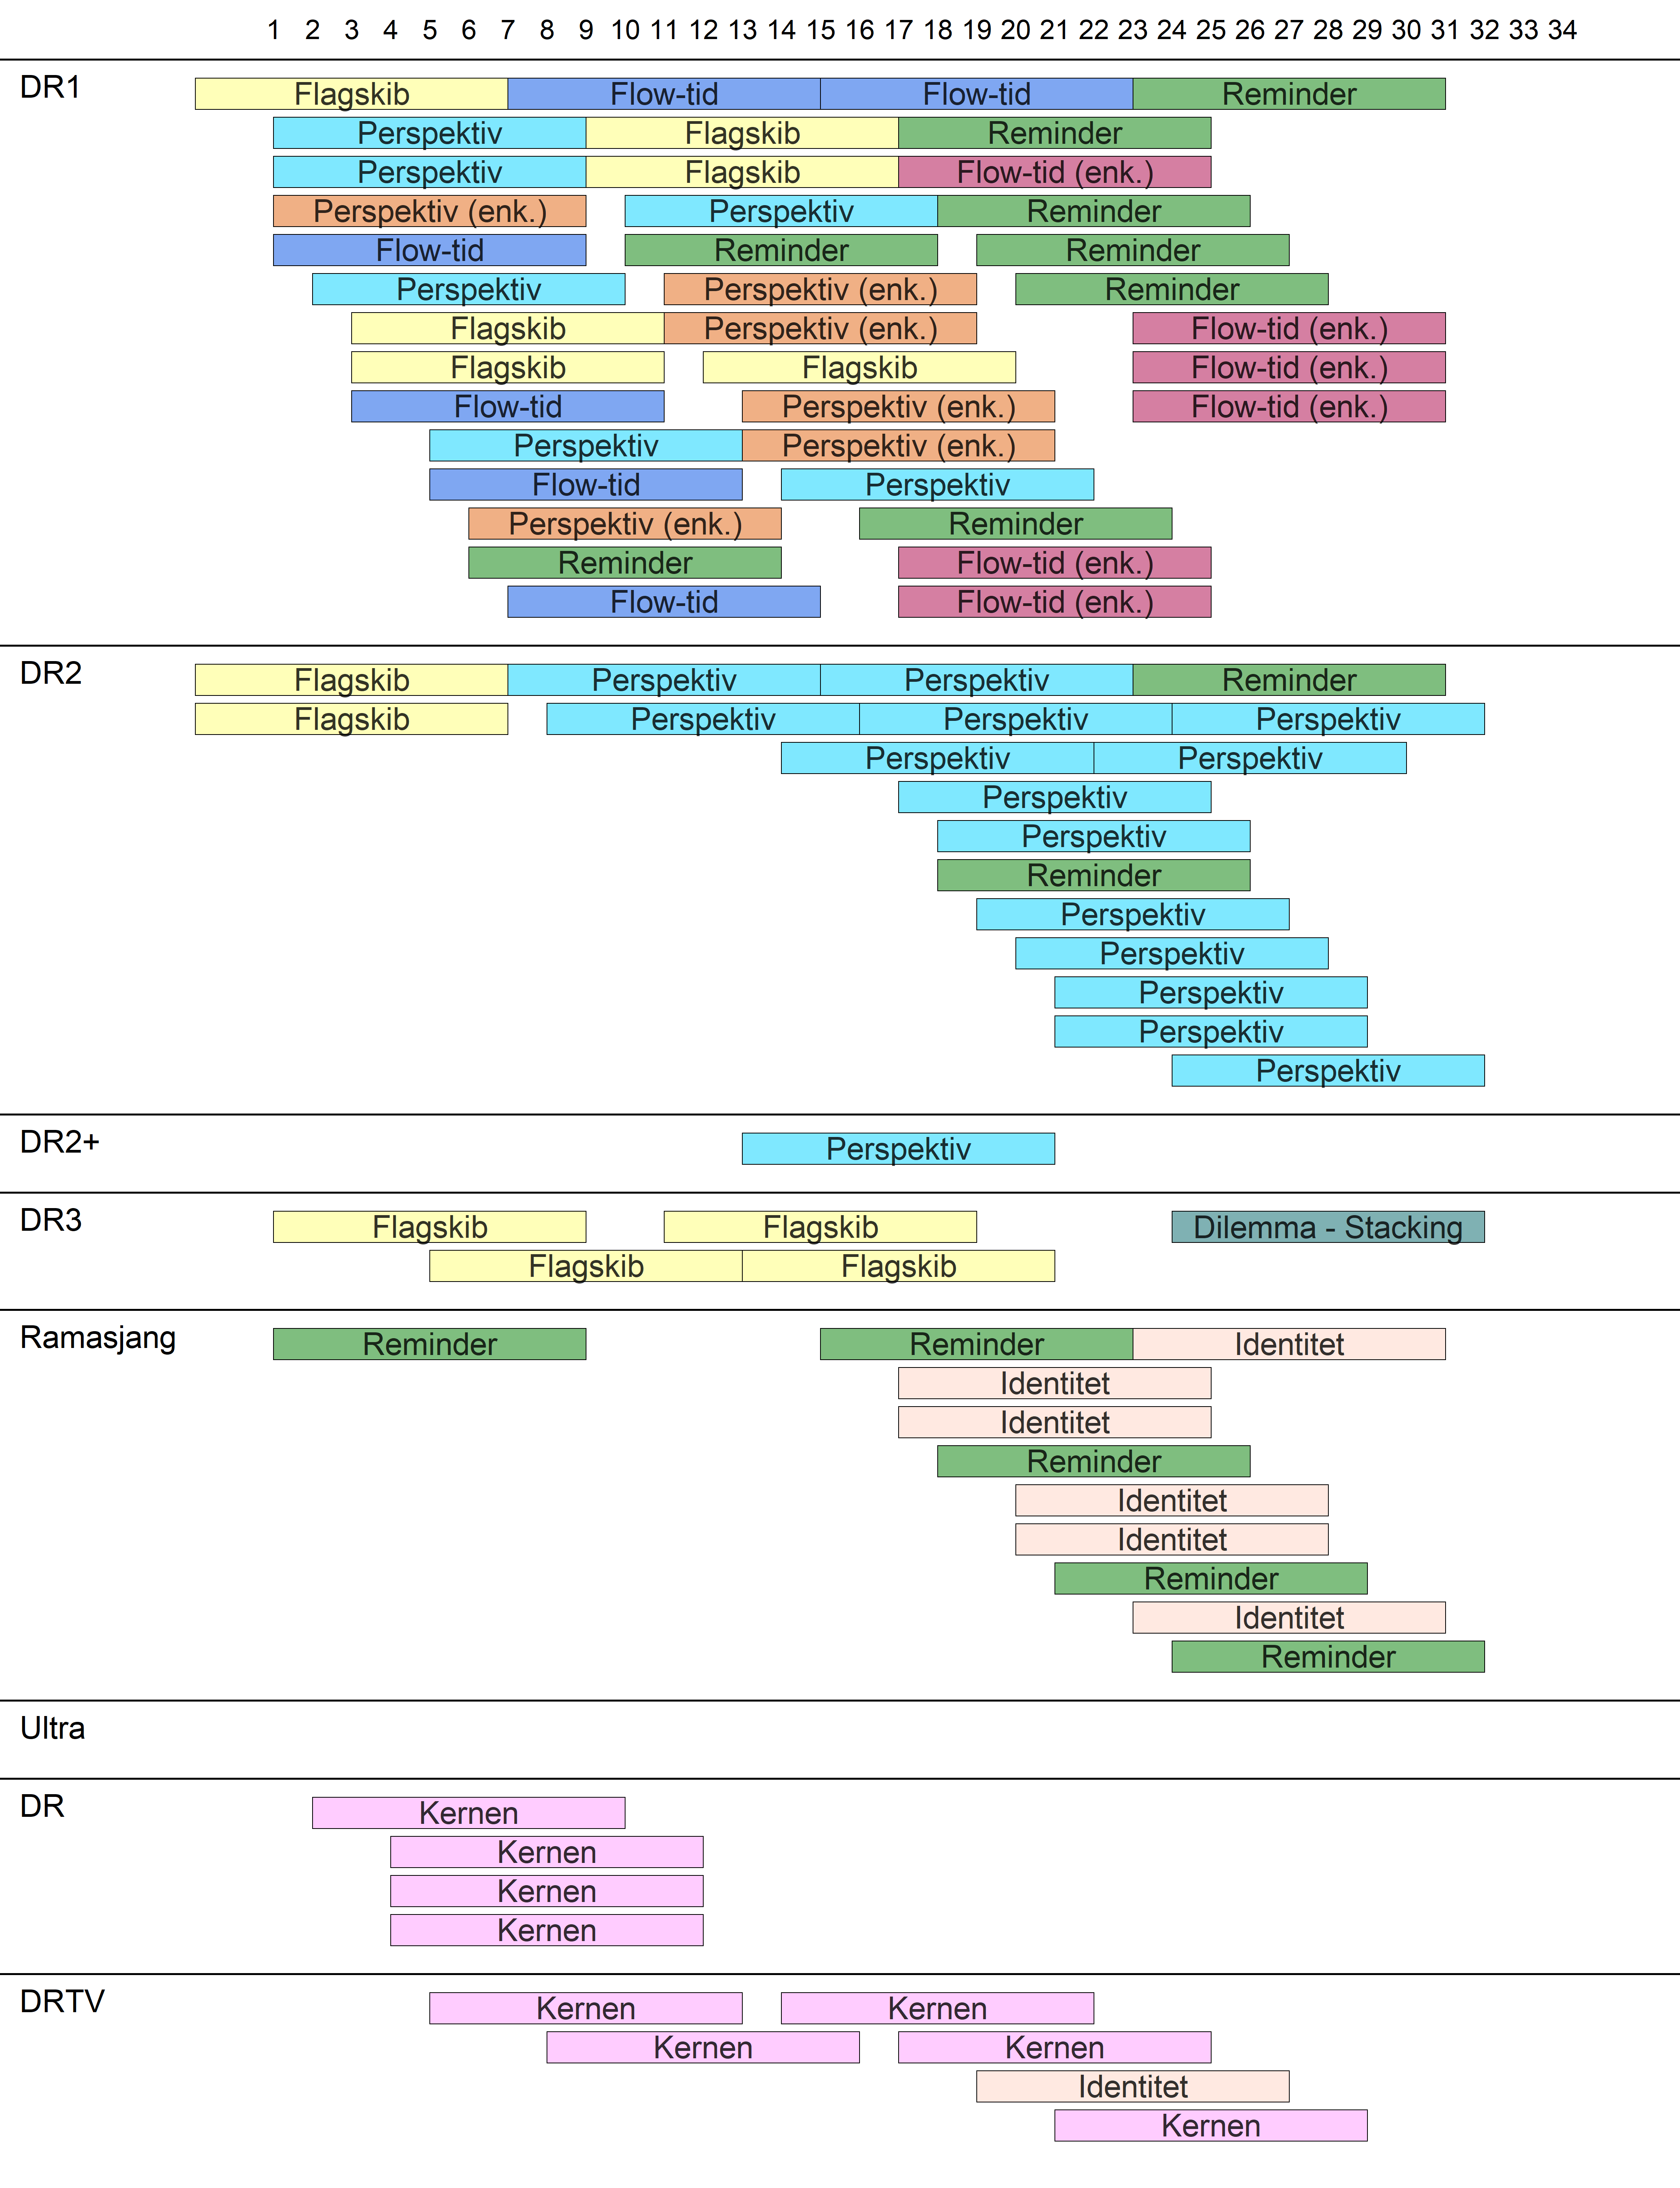 1 2 3 4 5 6 7 8 9 10 11 12 13 14 15 16 17 18 19 20 21 22 23 24 25 26 27 28 29 30 31 32 33 34
DR1 Flagskib Flow-tid Flow-tid Reminder
Perspektiv Flagskib Reminder
Perspektiv Flagskib Flow-tid (enk.)
Perspektiv (enk.) Perspektiv Reminder
Flow-tid Reminder Reminder
Perspektiv Perspektiv (enk.) Reminder
Flagskib Perspektiv (enk.) Flow-tid (enk.)
Flagskib Flagskib Flow-tid (enk.)
Flow-tid Perspektiv (enk.) Flow-tid (enk.)
Perspektiv Perspektiv (enk.)
Flow-tid Perspektiv
Perspektiv (enk.) Reminder
Reminder Flow-tid (enk.)
Flow-tid Flow-tid (enk.)
DR2 Flagskib Perspektiv Perspektiv Reminder
Flagskib Perspektiv Perspektiv Perspektiv
Perspektiv Perspektiv
Perspektiv
Perspektiv
Reminder
Perspektiv
Perspektiv
Perspektiv
Perspektiv
Perspektiv
DR2+ Perspektiv
DR3 Flagskib Flagskib Dilemma - Stacking
Flagskib Flagskib
Ramasjang Reminder Reminder Identitet
Identitet
Identitet
Reminder
Identitet
Identitet
Reminder
Identitet
Reminder
Ultra
DR Kernen
Kernen
Kernen
Kernen
DRTV Kernen Kernen
Kernen Kernen
Identitet
Kernen